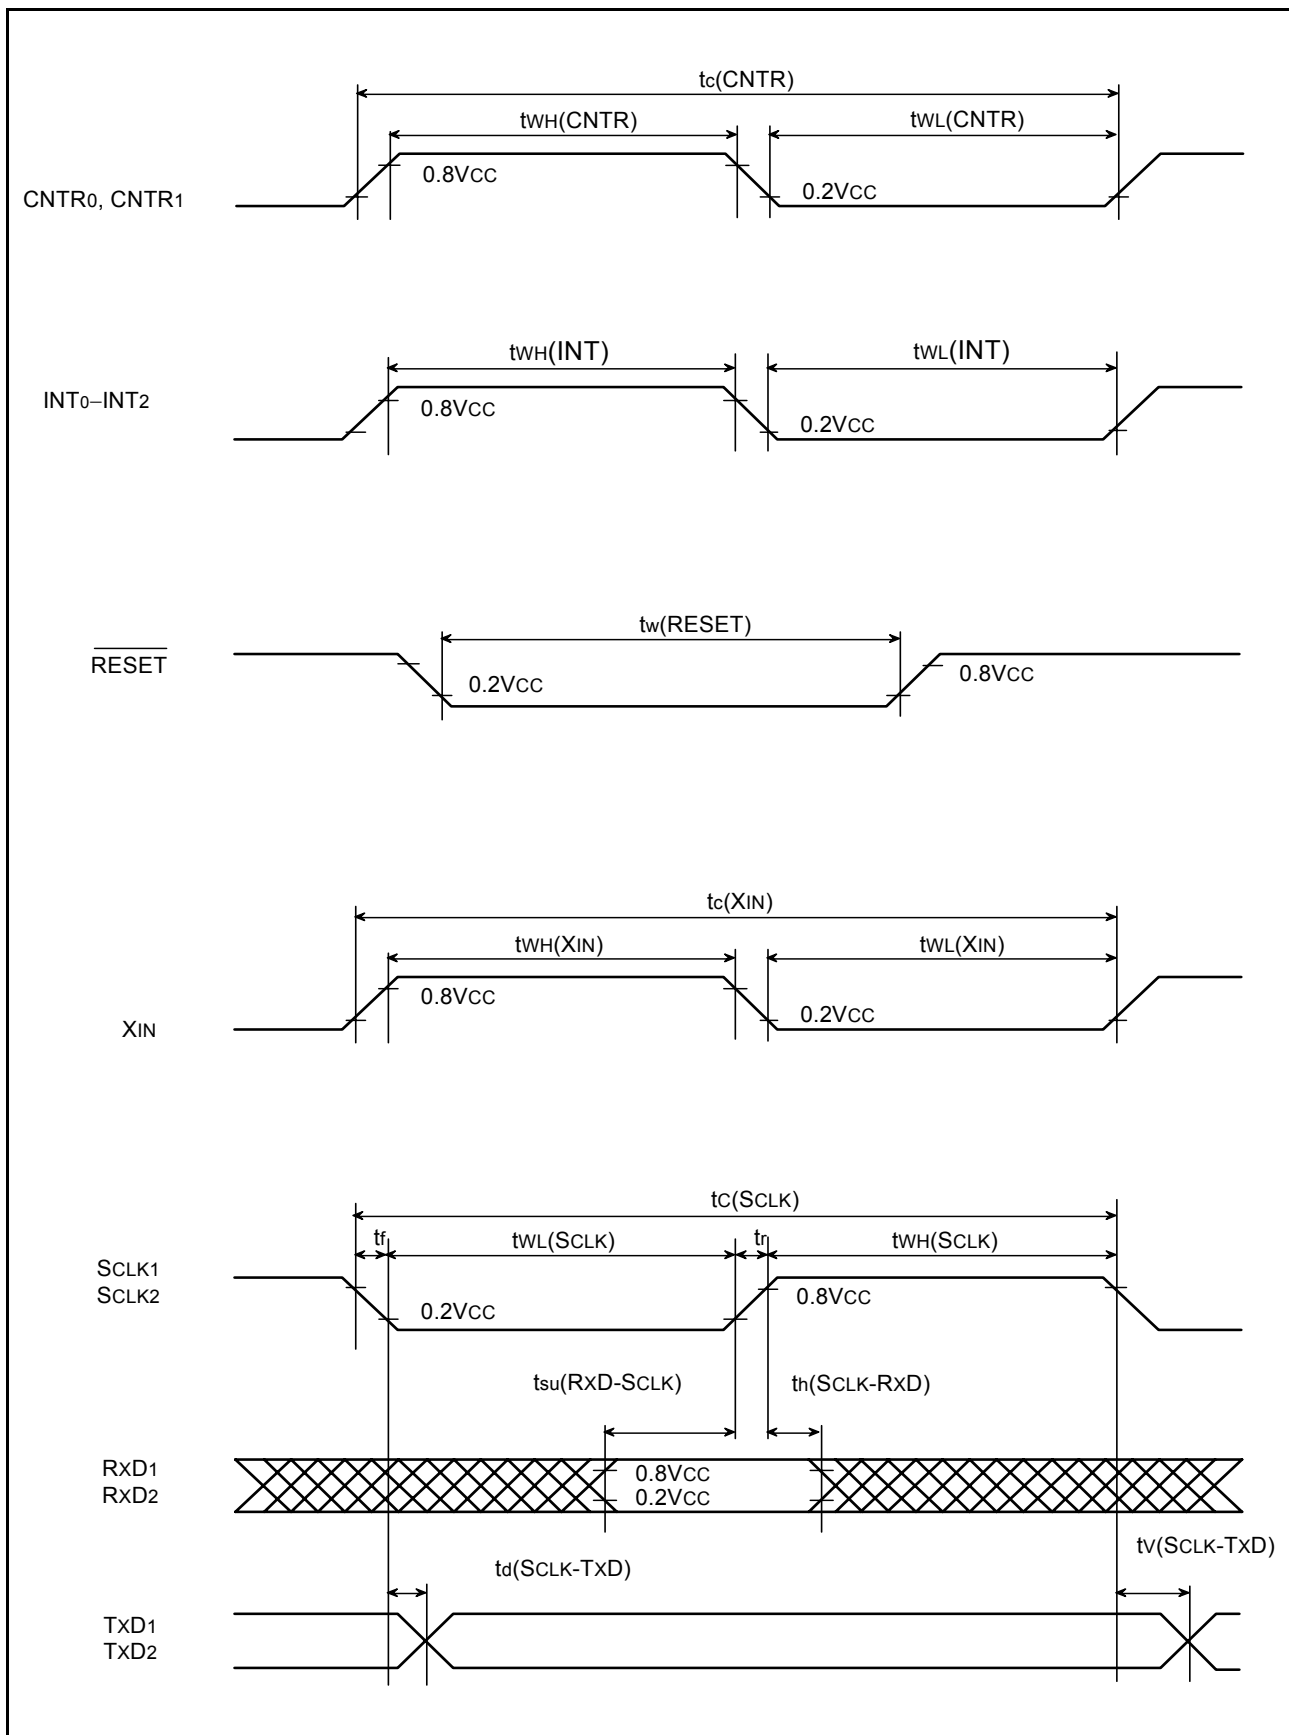 tc(CNTR)
tWH(CNTR)
tWL(CNTR)
0.8VCC
CNTR0, CNTR1
0.2VCC
tWH(INT)
tWL(INT)
INT0–INT2
0.8VCC
0.2VCC
tw(RESET)
RESET
0.2VCC
0.8VCC
tc(XIN)
tWH(XIN)
tWL(XIN)
0.8VCC
XIN
0.2VCC
tC(SCLK)
tf
tWL(SCLK)
tr
tWH(SCLK)
SCLK1
SCLK2
0.2VCC
0.8VCC
tsu(RXD-SCLK)
th(SCLK-RXD)
RXD1
RXD2
0.8VCC
0.2VCC
td(SCLK-TXD)
tV(SCLK-TXD)
TXD1
TXD2